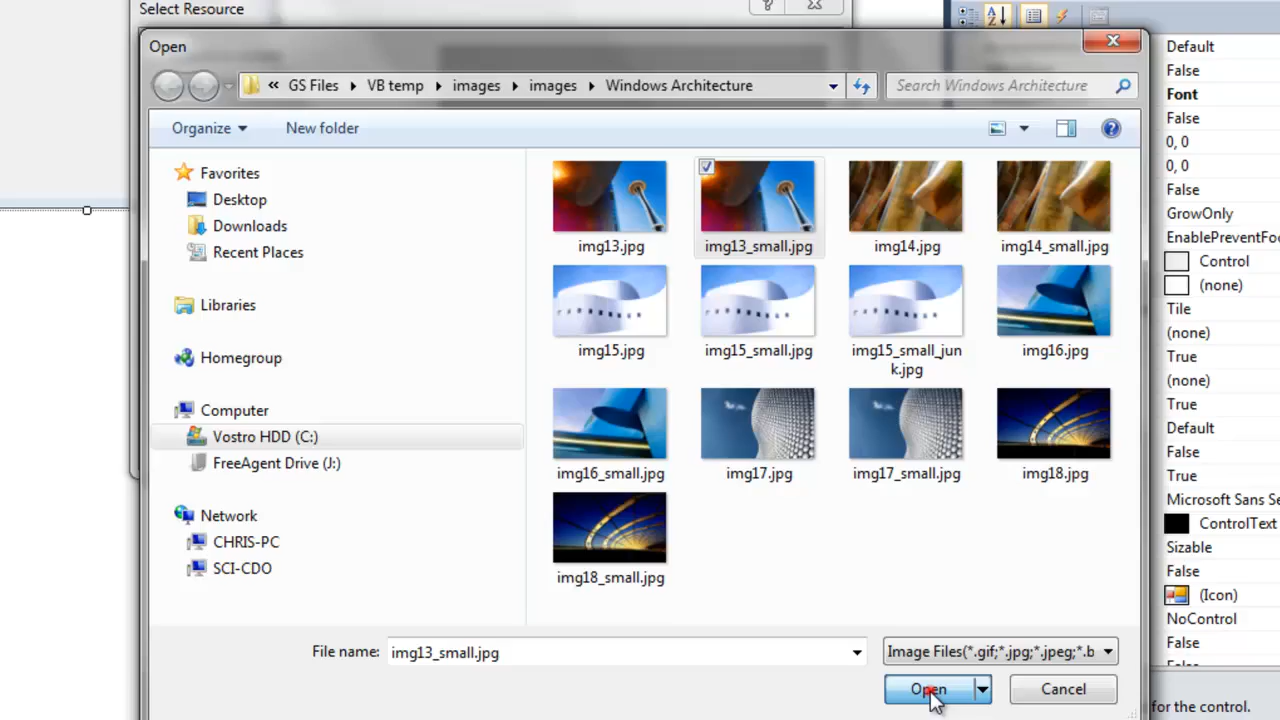 Select Resource
Open
« GS Files VB temp images images Windows Architecture
Search Windows Architecture
Organize New folder
Favorites
Desktop
Downloads
Recent Places
Libraries
Homegroup
Computer
Vostro HDD (C:)
FreeAgent Drive (J:)
Network
CHRIS-PC
SCI-CDO
img13.jpg
img13_small.jpg
img14.jpg
img14_small.jpg
img15.jpg
img15_small.jpg
img15_small_jun
k.jpg
img16.jpg
img16_small.jpg
img17.jpg
img17_small.jpg
img18.jpg
img18_small.jpg
File name: img13_small.jpg
Image Files(*.gif;*.jpg;*.jpeg;*.b
Open Cancel
Default
False
Font
False
0, 0
0, 0
False
GrowOnly
EnablePreventFo
Control
(none)
Tile
(none)
True
(none)
True
Default
False
True
Microsoft Sans Se
ControlText
Sizable
False
(Icon)
NoControl
False
for the control.